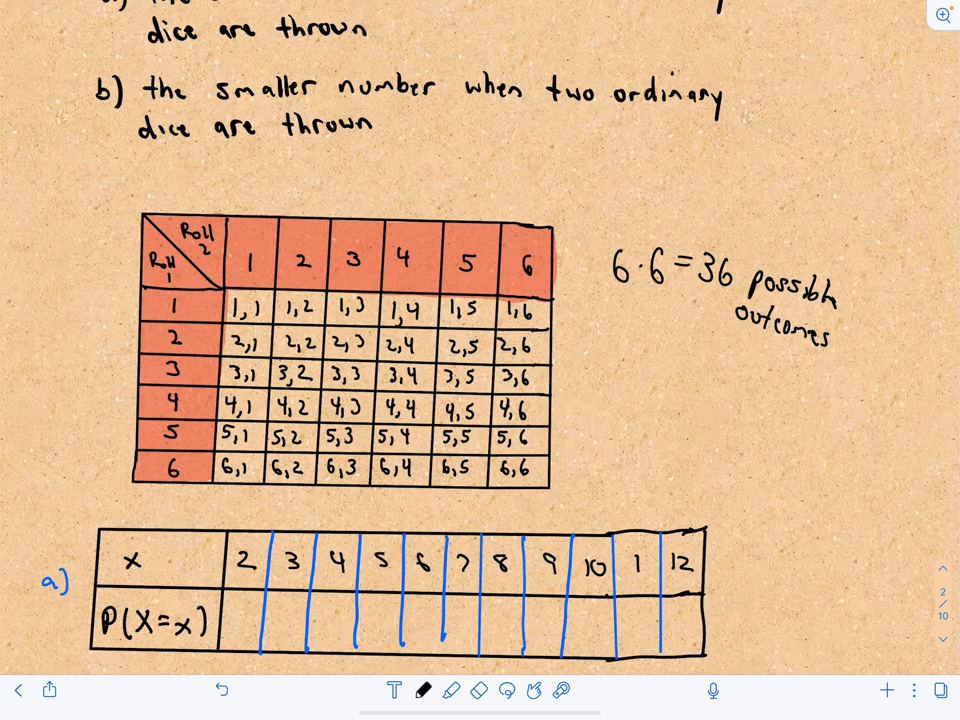 dice are thrown
b) the smaller number when two ordinary
dice are thrown
Roll 2
Roll 1
1 2 3 4 5 6
1 1,1 1,2 1,3 1,4 1,5 1,6
2 2,1 2,2 2,3 2,4 2,5 2,6
3 3,1 3,2 3,3 3,4 3,5 3,6
4 4,1 4,2 4,3 4,4 4,5 4,6
5 5,1 5,2 5,3 5,4 5,5 5,6
6 6,1 6,2 6,3 6,4 6,5 6,6
6·6=36 possible
outcomes
a)
x 2 3 4 5 6 7 8 9 10 1 12
P(X=x)
2
/
10
T